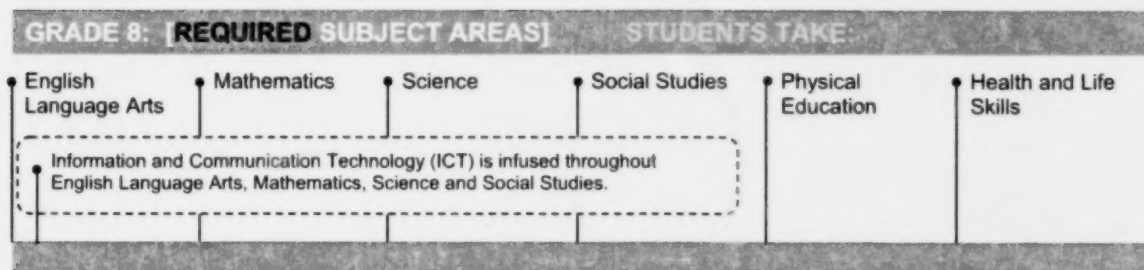 GRADE 8: [REQUIRED SUBJECT AREAS] STUDENTS TAKE:
English
Language Arts
Mathematics
Science
Social Studies
Physical
Education
Health and Life
Skills
Information and Communication Technology (ICT) is infused throughout
English Language Arts, Mathematics, Science and Social Studies.